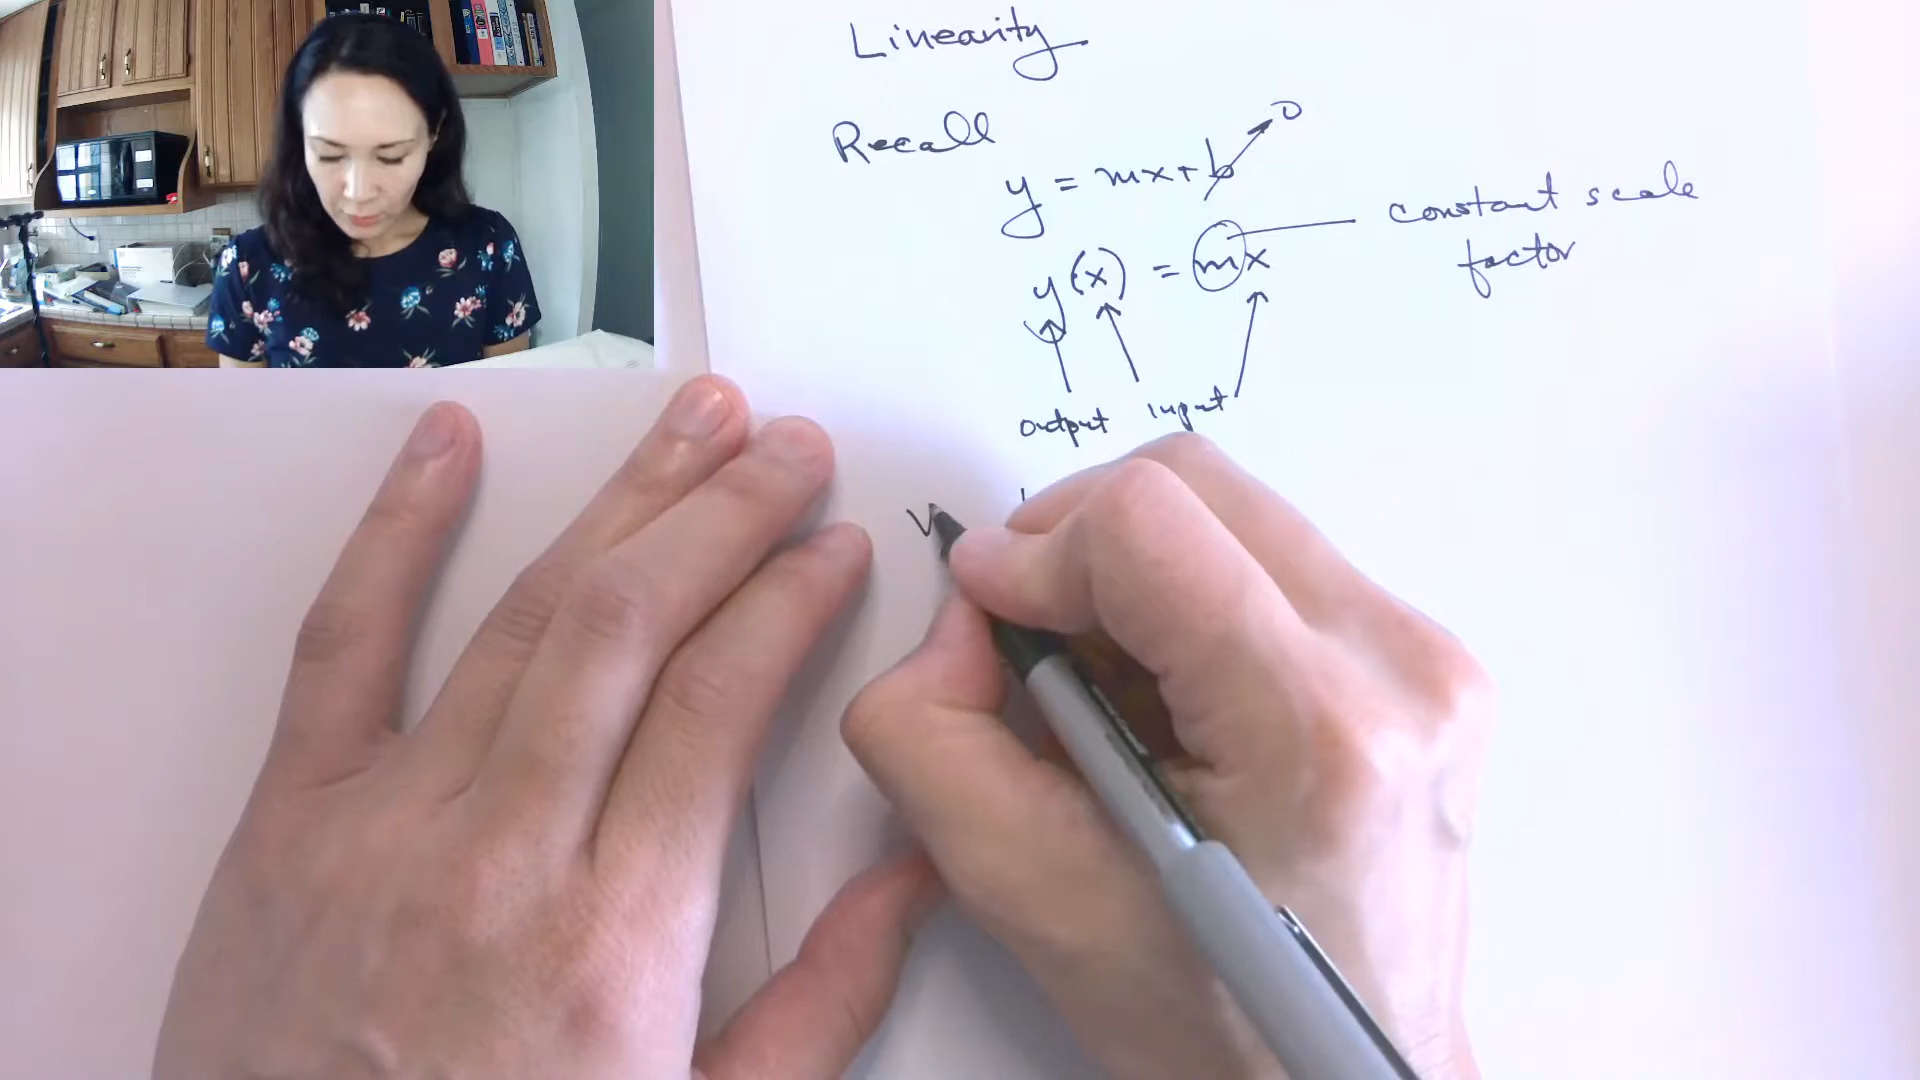 Linearity
Recall
y = mx + b → 0
y(x) = mx
constant scale
factor
output input